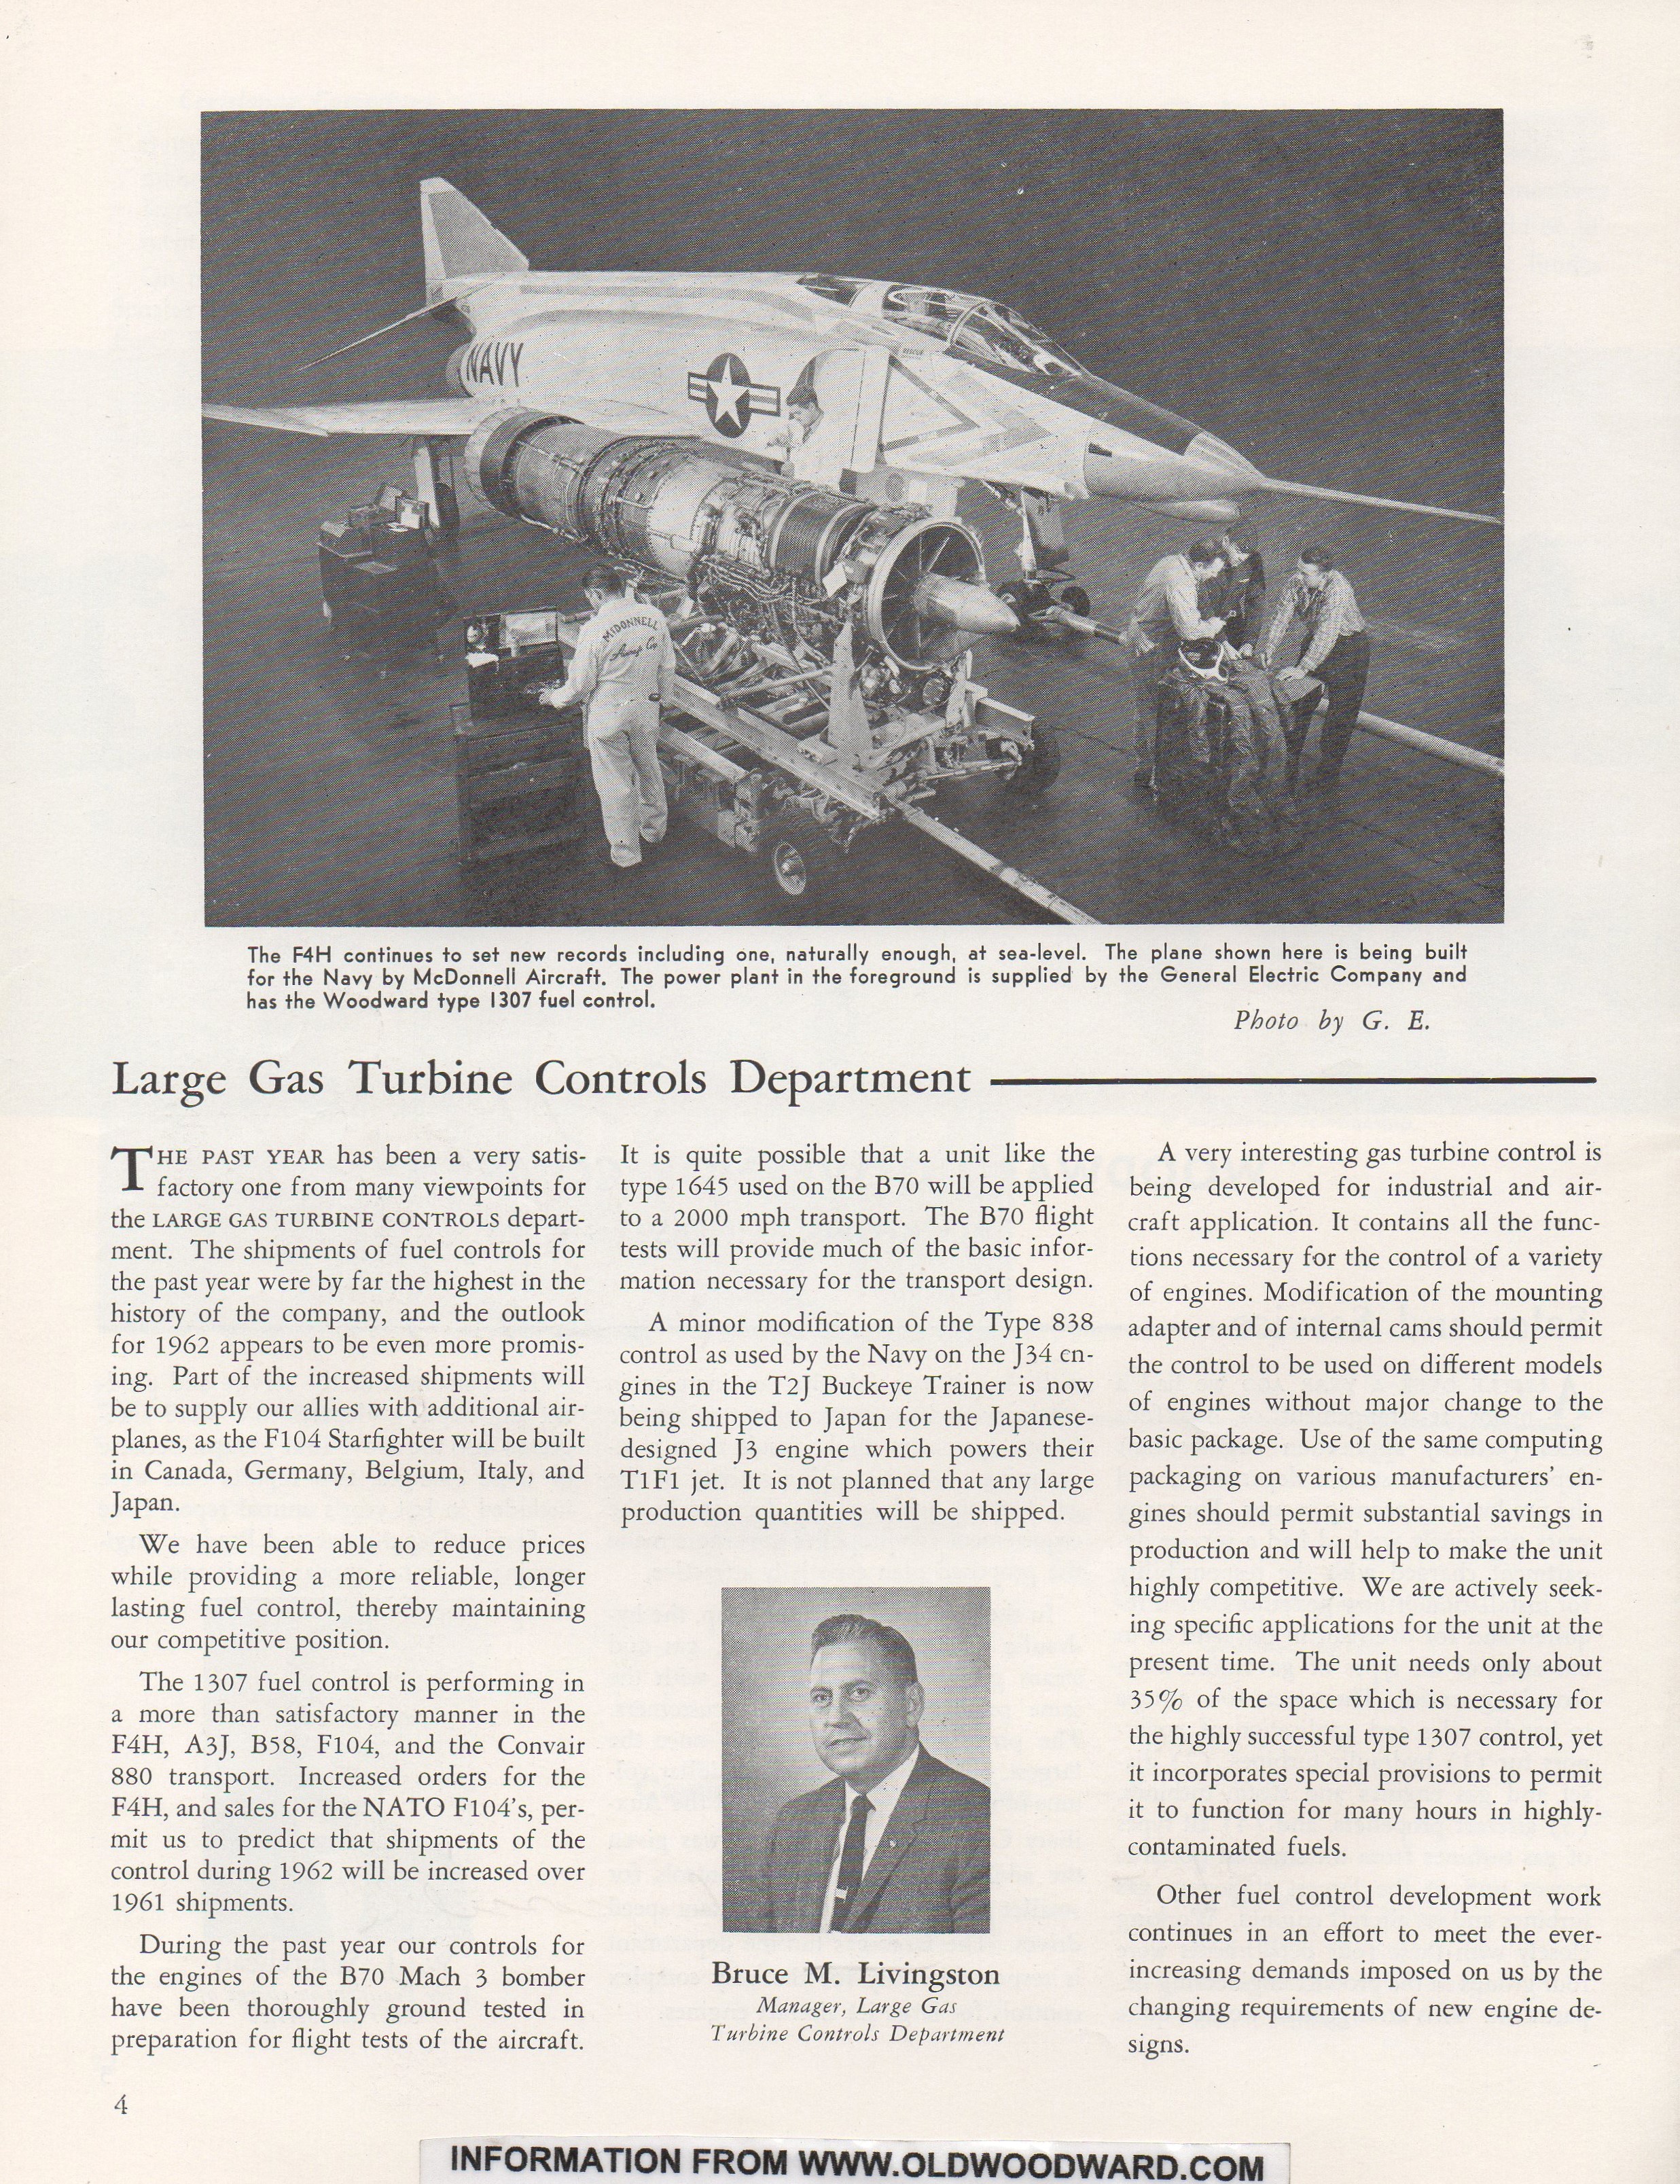 NAVY
RESCUE
MCDONNELL
The F4H continues to set new records including one, naturally enough, at sea-level. The plane shown here is being built
for the Navy by McDonnell Aircraft. The power plant in the foreground is supplied by the General Electric Company and
has the Woodward type 1307 fuel control.
Photo by G. E.
Large Gas Turbine Controls Department
THE PAST YEAR has been a very satis-
factory one from many viewpoints for
the LARGE GAS TURBINE CONTROLS depart-
ment. The shipments of fuel controls for
the past year were by far the highest in the
history of the company, and the outlook
for 1962 appears to be even more promis-
ing. Part of the increased shipments will
be to supply our allies with additional air-
planes, as the F104 Starfighter will be built
in Canada, Germany, Belgium, Italy, and
Japan.
We have been able to reduce prices
while providing a more reliable, longer
lasting fuel control, thereby maintaining
our competitive position.
The 1307 fuel control is performing in
a more than satisfactory manner in the
F4H, A3J, B58, F104, and the Convair
880 transport. Increased orders for the
F4H, and sales for the NATO F104's, per-
mit us to predict that shipments of the
control during 1962 will be increased over
1961 shipments.
During the past year our controls for
the engines of the B70 Mach 3 bomber
have been thoroughly ground tested in
preparation for flight tests of the aircraft.
It is quite possible that a unit like the
type 1645 used on the B70 will be applied
to a 2000 mph transport. The B70 flight
tests will provide much of the basic infor-
mation necessary for the transport design.
A minor modification of the Type 838
control as used by the Navy on the J34 en-
gines in the T2J Buckeye Trainer is now
being shipped to Japan for the Japanese-
designed J3 engine which powers their
T1F1 jet. It is not planned that any large
production quantities will be shipped.
Bruce M. Livingston
Manager, Large Gas
Turbine Controls Department
A very interesting gas turbine control is
being developed for industrial and air-
craft application. It contains all the func-
tions necessary for the control of a variety
of engines. Modification of the mounting
adapter and of internal cams should permit
the control to be used on different models
of engines without major change to the
basic package. Use of the same computing
packaging on various manufacturers' en-
gines should permit substantial savings in
production and will help to make the unit
highly competitive. We are actively seek-
ing specific applications for the unit at the
present time. The unit needs only about
35% of the space which is necessary for
the highly successful type 1307 control, yet
it incorporates special provisions to permit
it to function for many hours in highly-
contaminated fuels.
Other fuel control development work
continues in an effort to meet the ever-
increasing demands imposed on us by the
changing requirements of new engine de-
signs.
4
INFORMATION FROM WWW.OLDWOODWARD.COM